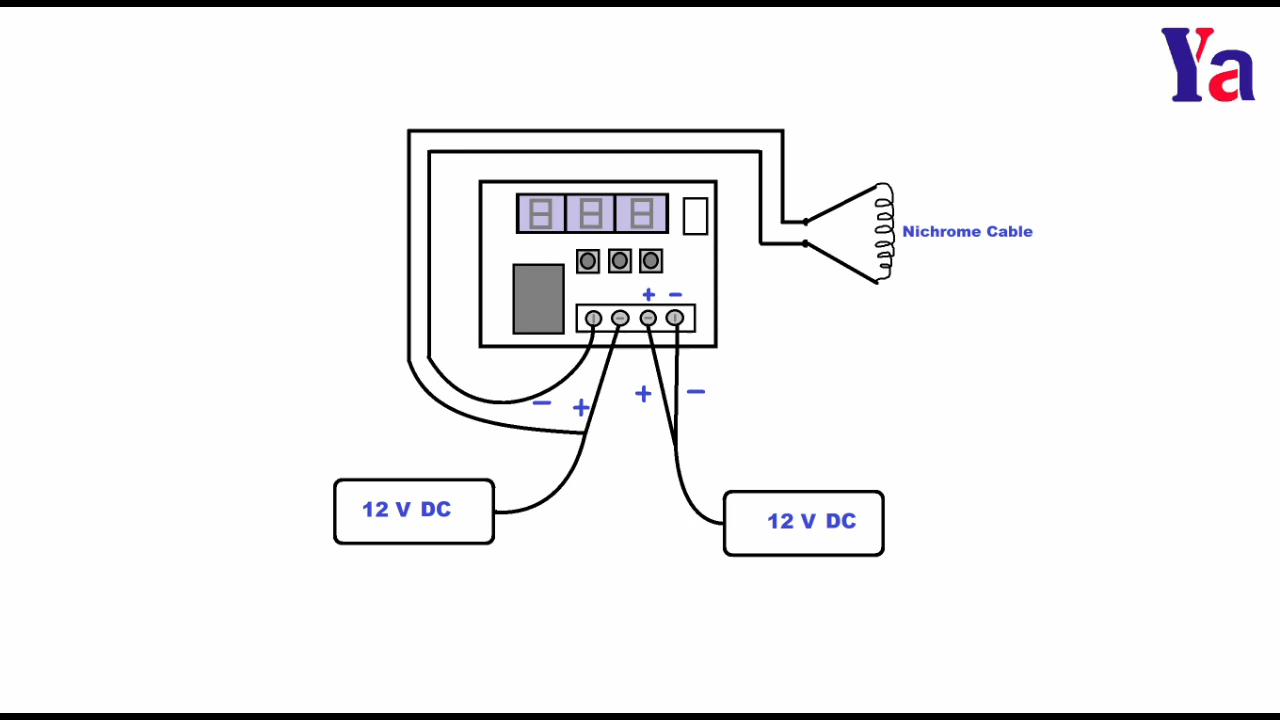 Ya
Nichrome Cable
+ −
− + + −
12 V DC
12 V DC